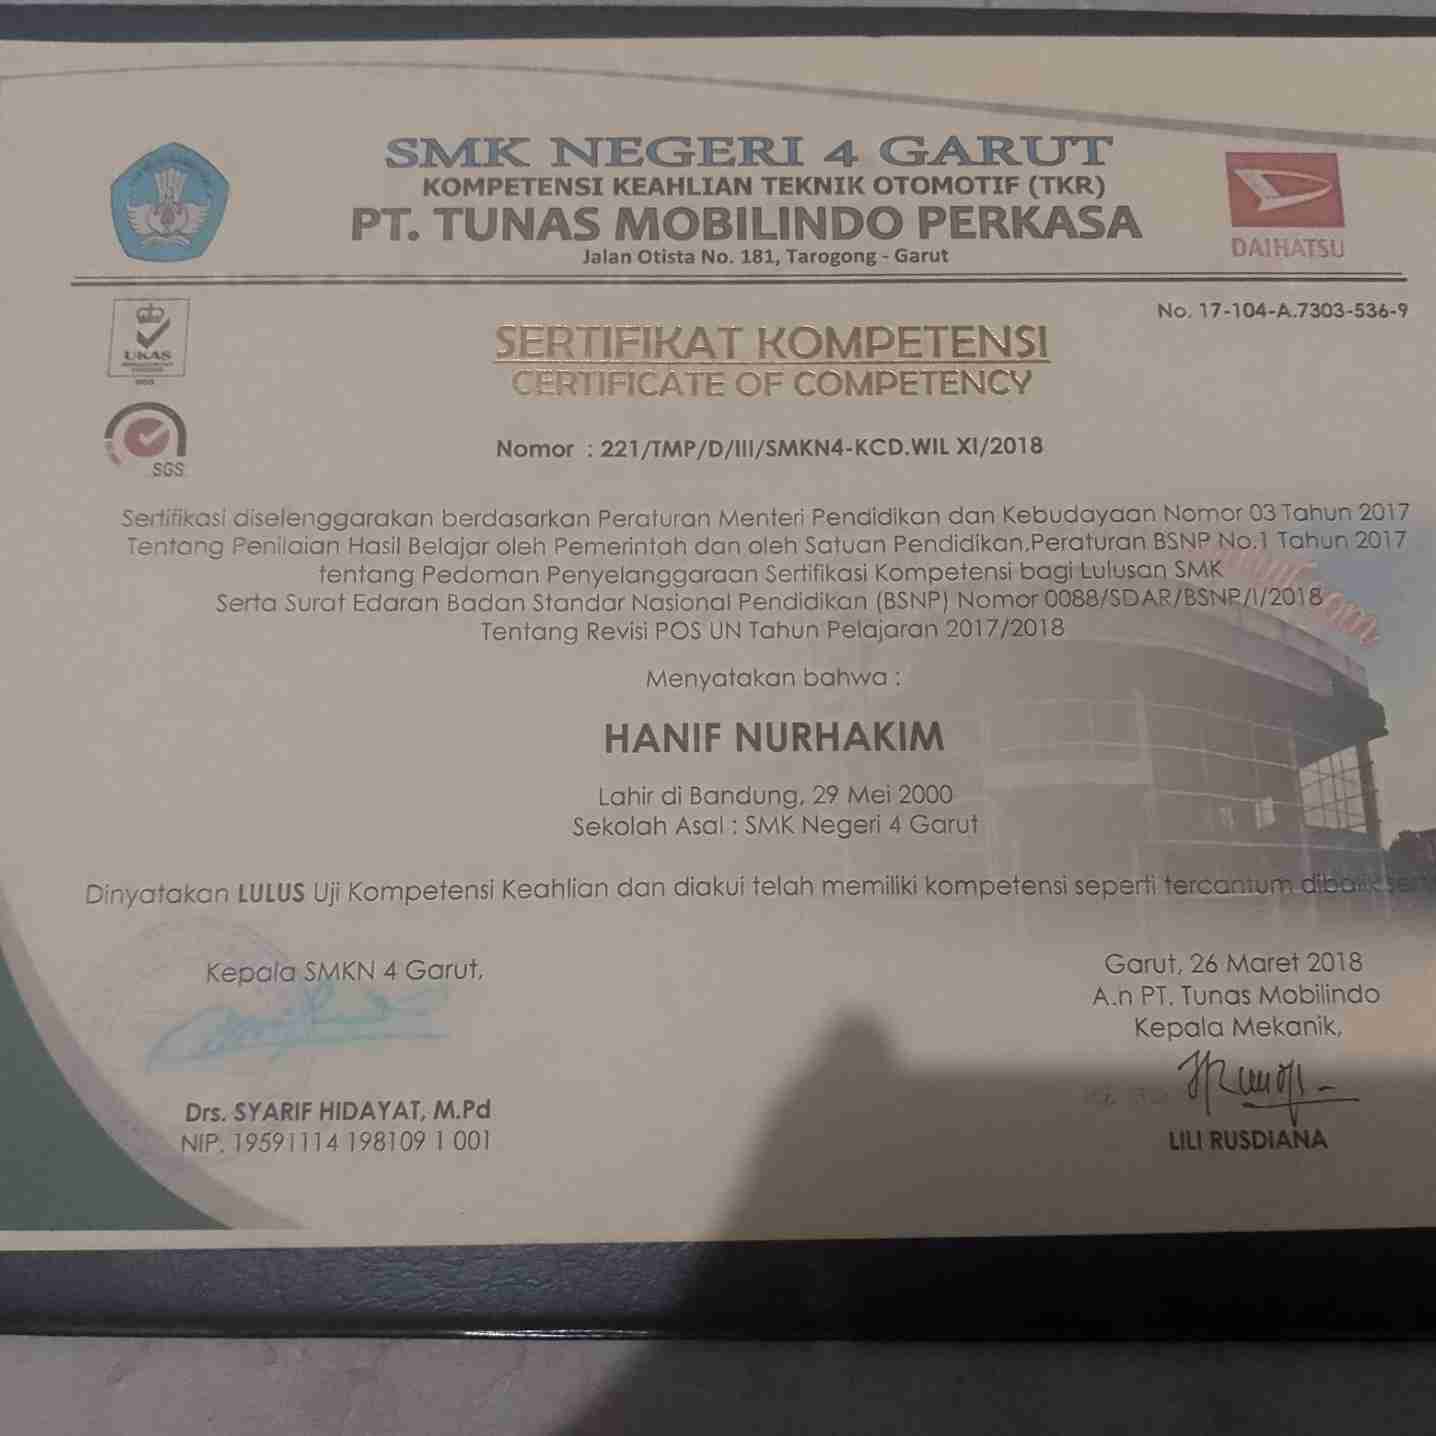 SMK NEGERI 4 GARUT
KOMPETENSI KEAHLIAN TEKNIK OTOMOTIF (TKR)
PT. TUNAS MOBILINDO PERKASA
Jalan Otista No. 181, Tarogong - Garut
DAIHATSU
No. 17-104-A.7303-536-9
UKAS
SGS
SERTIFIKAT KOMPETENSI
CERTIFICATE OF COMPETENCY
Nomor : 221/TMP/D/III/SMKN4-KCD.WIL XI/2018
Sertifikasi diselenggarakan berdasarkan Peraturan Menteri Pendidikan dan Kebudayaan Nomor 03 Tahun 2017
Tentang Penilaian Hasil Belajar oleh Pemerintah dan oleh Satuan Pendidikan,Peraturan BSNP No.1 Tahun 2017
tentang Pedoman Penyelanggaraan Sertifikasi Kompetensi bagi Lulusan SMK
Serta Surat Edaran Badan Standar Nasional Pendidikan (BSNP) Nomor 0088/SDAR/BSNP/I/2018
Tentang Revisi POS UN Tahun Pelajaran 2017/2018
Menyatakan bahwa :
HANIF NURHAKIM
Lahir di Bandung, 29 Mei 2000
Sekolah Asal : SMK Negeri 4 Garut
Dinyatakan LULUS Uji Kompetensi Keahlian dan diakui telah memiliki kompetensi seperti tercantum dibalik
Kepala SMKN 4 Garut,
Drs. SYARIF HIDAYAT, M.Pd
NIP. 19591114 198109 1 001
Garut, 26 Maret 2018
A.n PT. Tunas Mobilindo
Kepala Mekanik,
LILI RUSDIANA